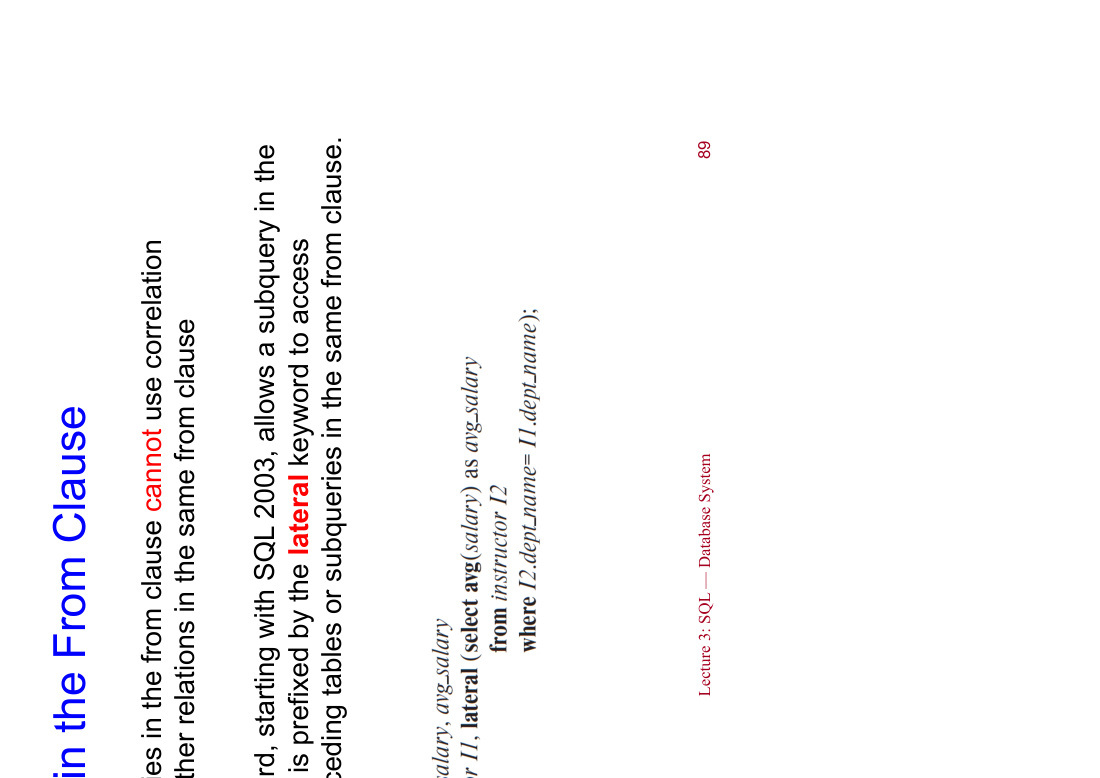 in the From Clause
ies in the from clause cannot use correlation
ther relations in the same from clause
rd, starting with SQL 2003, allows a subquery in the
is prefixed by the lateral keyword to access
ceding tables or subqueries in the same from clause.
salary, avg_salary
or I1, lateral (select avg(salary) as avg_salary
from instructor I2
where I2.dept_name= I1.dept_name);
Lecture 3: SQL — Database System 89